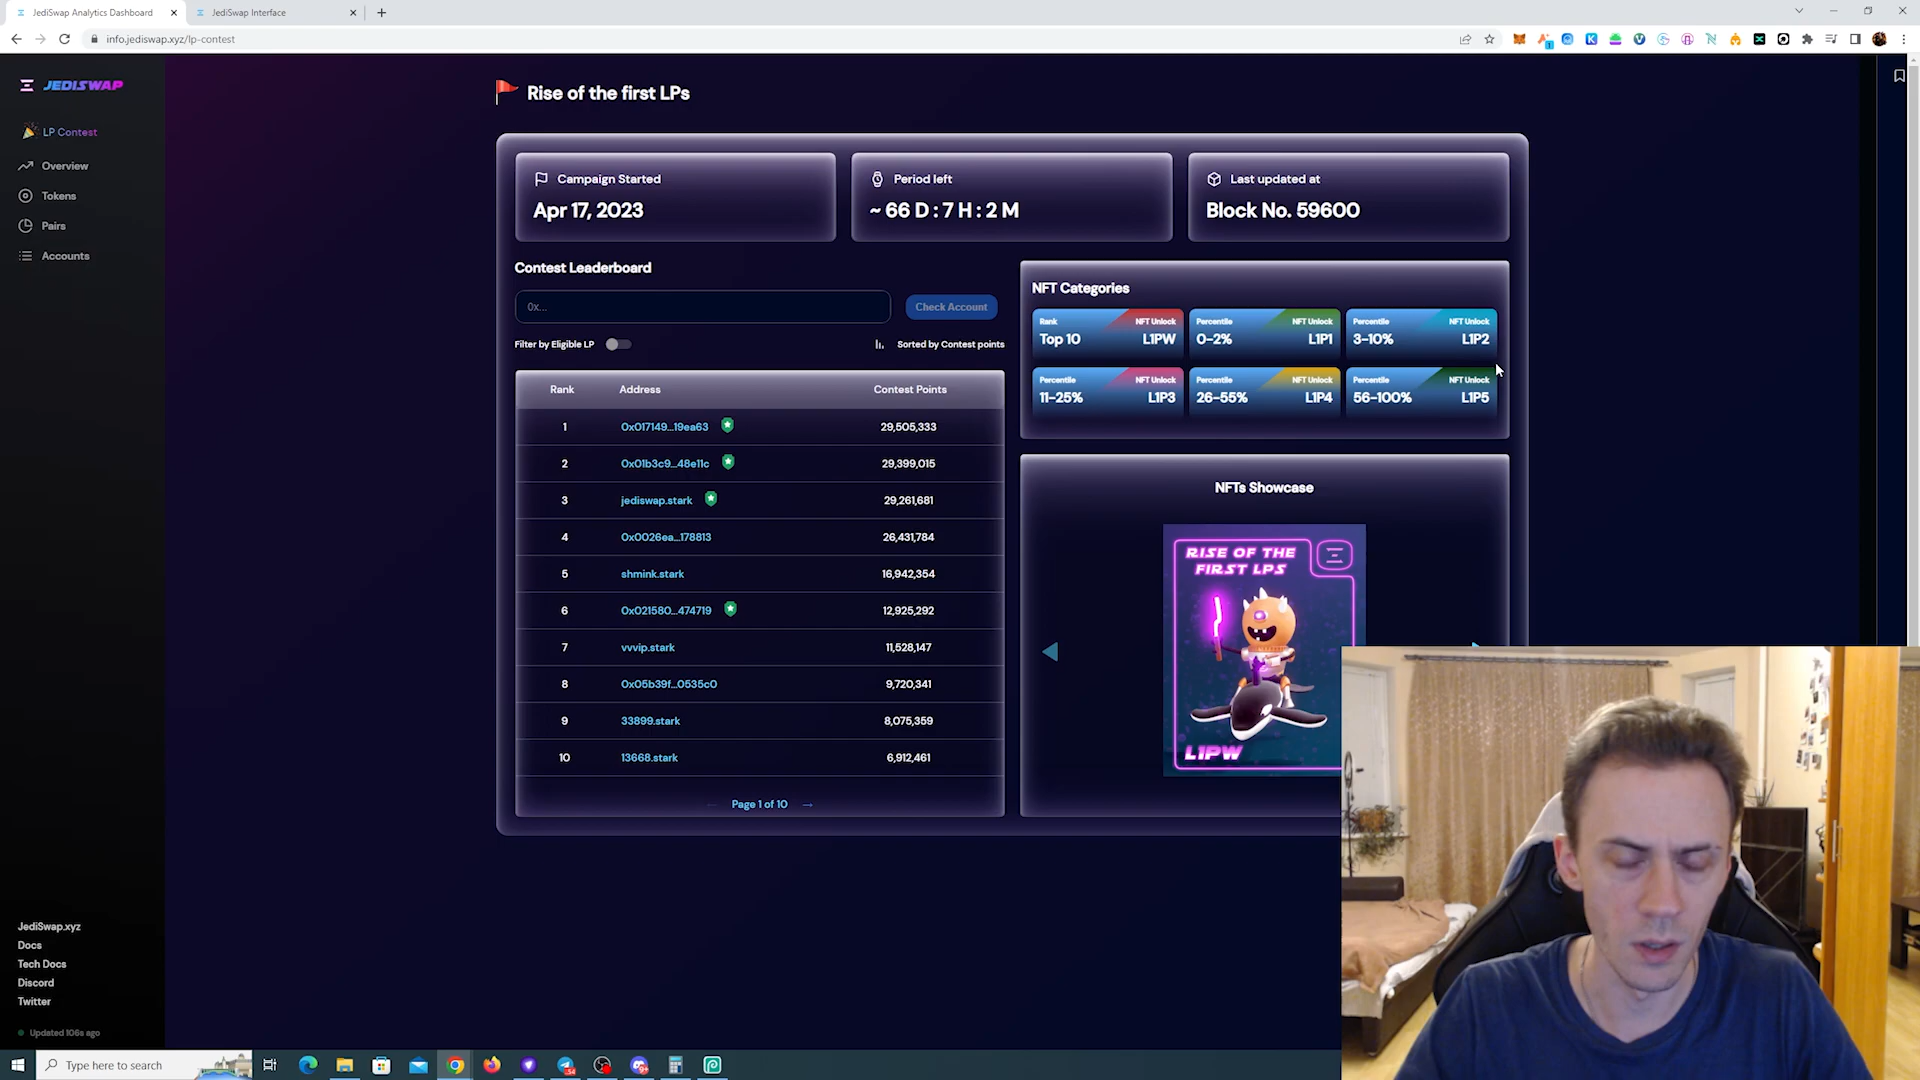 JediSwap Analytics Dashboard
JediSwap Interface
info.jediswap.xyz/lp-contest
JEDISWAP
LP Contest
Overview
Tokens
Pairs
Accounts
JediSwap.xyz
Docs
Tech Docs
Discord
Twitter
Updated 106s ago
Rise of the first LPs
Campaign Started
Apr 17, 2023
Period left
~ 66 D : 7 H : 2 M
Last updated at
Block No. 59600
Contest Leaderboard
0x...
Check Account
Filter by Eligible LP
Sorted by Contest points
Rank Address Contest Points
1 0x017149...19ea63 29,505,333
2 0x01b3c9...48e11c 29,399,015
3 jediswap.stark 29,261,681
4 0x0026ea...178813 26,431,784
5 shmink.stark 16,942,354
6 0x021580...474719 12,925,292
7 vvvip.stark 11,528,147
8 0x05b39f...0535c0 9,720,341
9 33899.stark 8,075,359
10 13668.stark 6,912,461
Page 1 of 10
NFT Categories
Rank NFT Unlock
Top 10 L1PW
Percentile NFT Unlock
0-2% L1P1
Percentile NFT Unlock
3-10% L1P2
Percentile NFT Unlock
11-25% L1P3
Percentile NFT Unlock
26-55% L1P4
Percentile NFT Unlock
56-100% L1P5
NFTs Showcase
RISE OF THE
FIRST LPS
L1PW
Type here to search